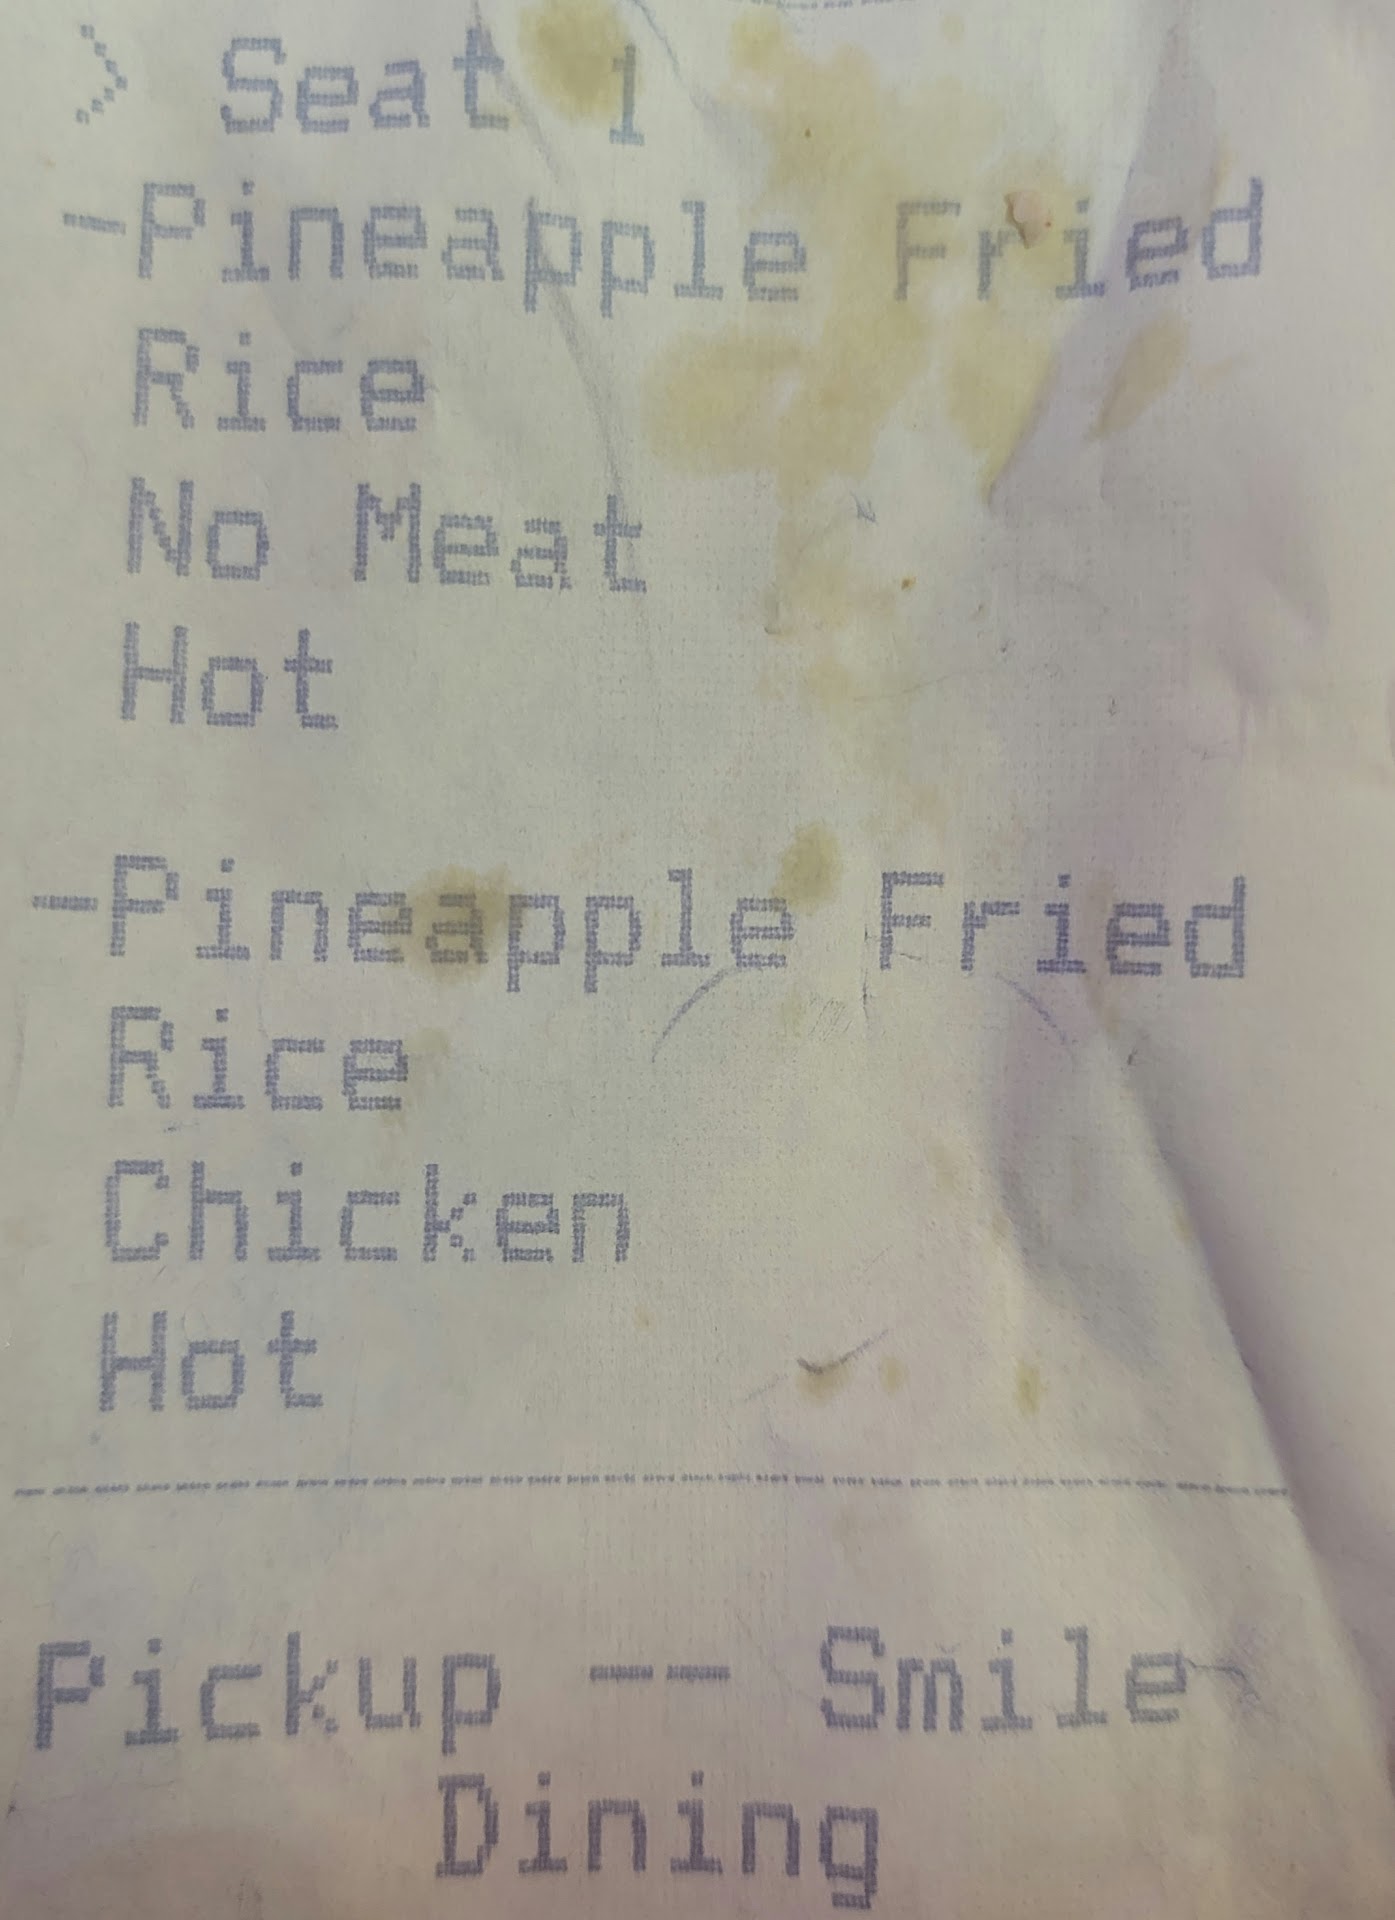 > Seat 1
-Pineapple Fried
Rice
No Meat
Hot
-Pineapple Fried
Rice
Chicken
Hot
Pickup -- Smile
Dining